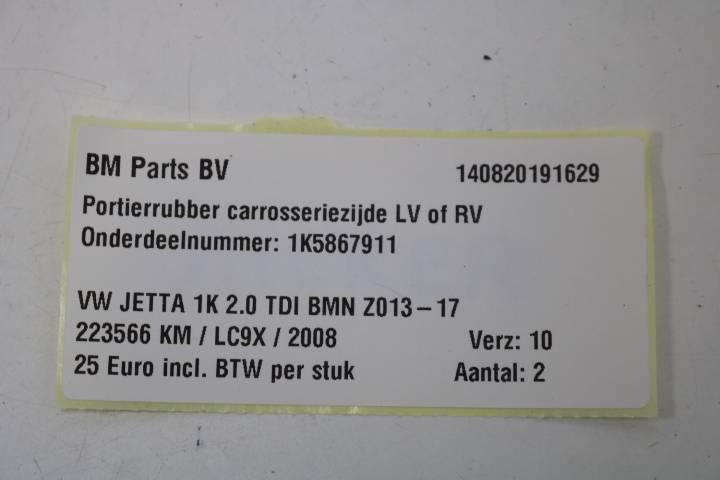 BM Parts BV 140820191629
Portierrubber carrosseriezijde LV of RV
Onderdeelnummer: 1K5867911
VW JETTA 1K 2.0 TDI BMN Z013-17
223566 KM / LC9X / 2008 Verz: 10
25 Euro incl. BTW per stuk Aantal: 2